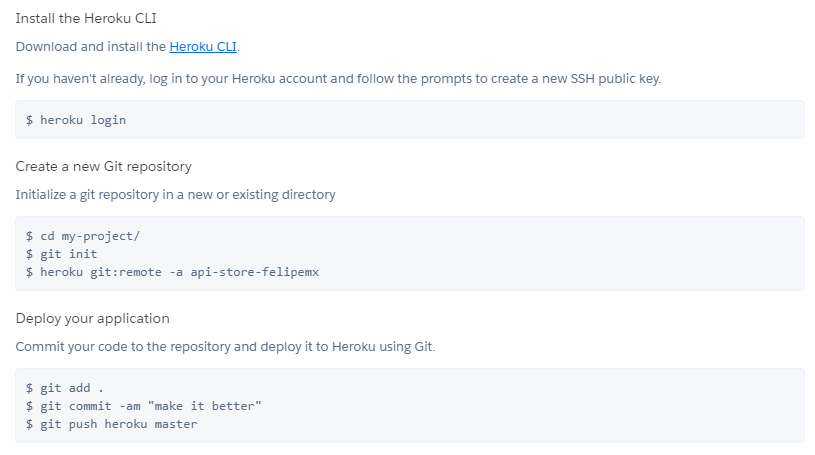 Install the Heroku CLI
Download and install the Heroku CLI.
If you haven't already, log in to your Heroku account and follow the prompts to create a new SSH public key.
$ heroku login
Create a new Git repository
Initialize a git repository in a new or existing directory
$ cd my-project/
$ git init
$ heroku git:remote -a api-store-felipemx
Deploy your application
Commit your code to the repository and deploy it to Heroku using Git.
$ git add .
$ git commit -am "make it better"
$ git push heroku master